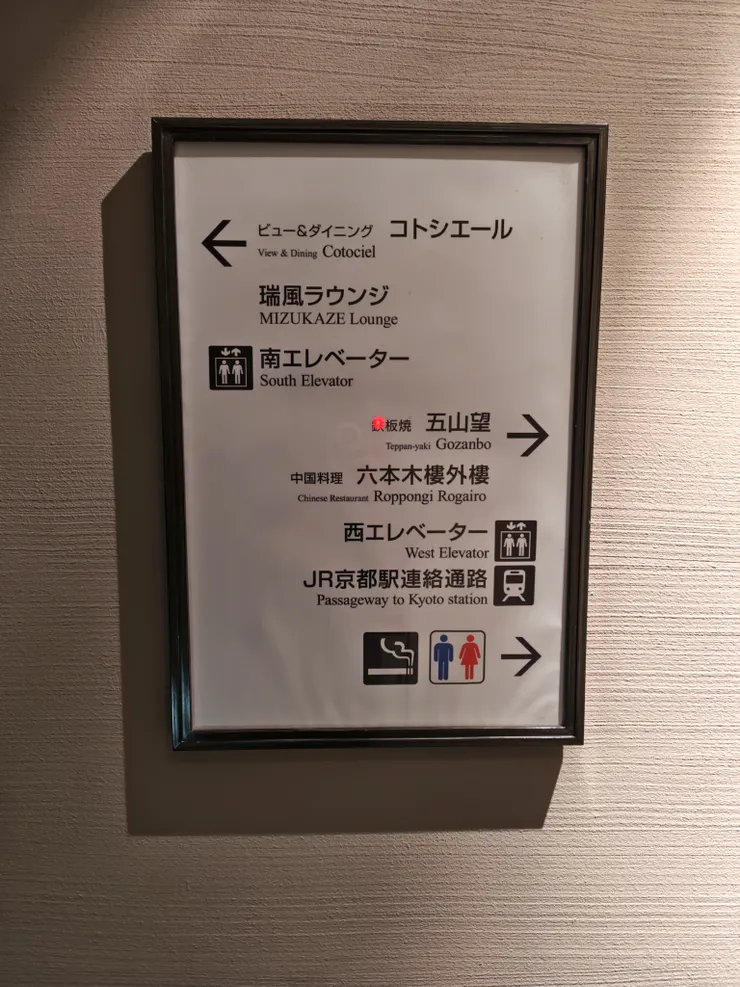 ビュー&ダイニング コトシエール
View & Dining Cotociel
瑞風ラウンジ
MIZUKAZE Lounge
南エレベーター
South Elevator
鉄板焼 五山望
Teppan-yaki Gozanbo
中国料理 六本木樓外樓
Chinese Restaurant Roppongi Rogairo
西エレベーター
West Elevator
JR京都駅連絡通路
Passageway to Kyoto station